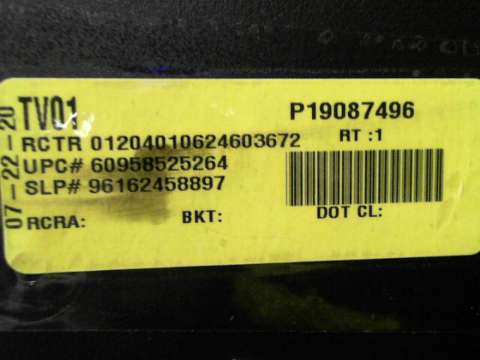 07-22-20
TV01
P19087496
RCTR 01204010624603672
RT :1
UPC# 60958525264
SLP# 96162458897
RCRA:
BKT:
DOT CL: